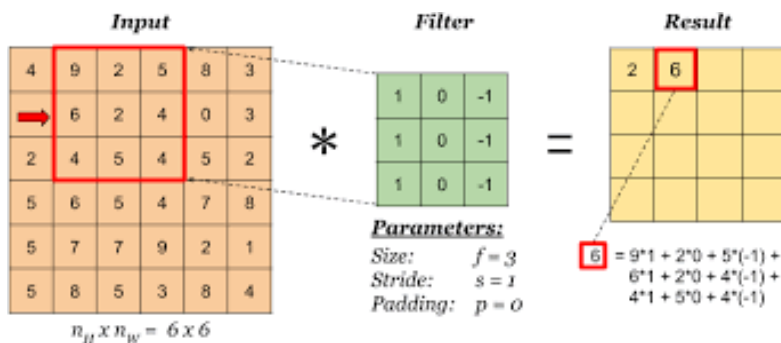 Input
Filter
Result
4 9 2 5 8 3
6 2 4 0 3
2 4 5 4 5 2
5 6 5 4 7 8
5 7 7 9 2 1
5 8 5 3 8 4
n_H x n_W = 6 x 6
*
1 0 -1
1 0 -1
1 0 -1
Parameters:
Size: f = 3
Stride: s = 1
Padding: p = 0
=
2 6
6 = 9*1 + 2*0 + 5*(-1) +
6*1 + 2*0 + 4*(-1) +
4*1 + 5*0 + 4*(-1)